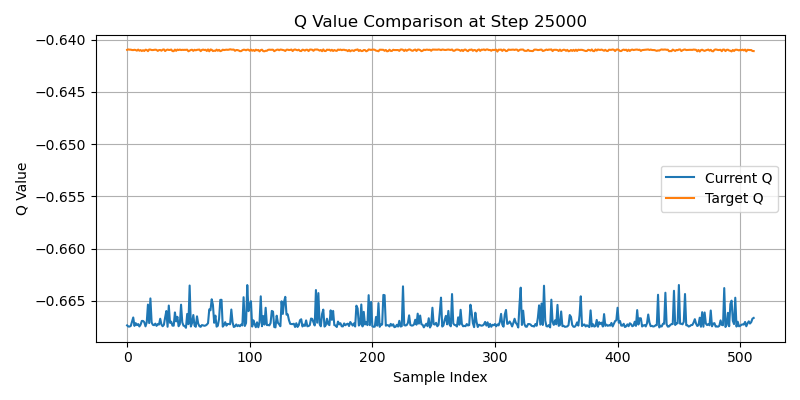 Q Value Comparison at Step 25000
−0.640
−0.645
−0.650
−0.655
−0.660
−0.665
Q Value
Current Q
Target Q
0
100
200
300
400
500
Sample Index